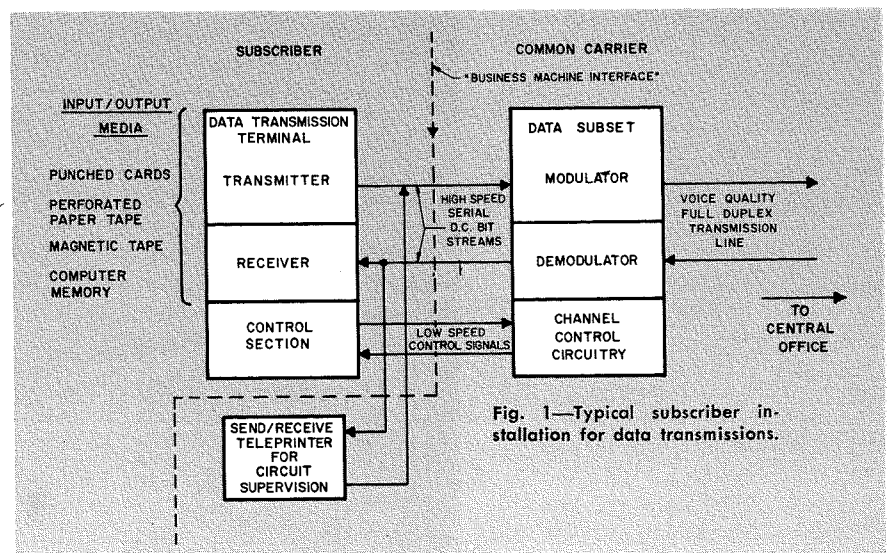 SUBSCRIBER
COMMON CARRIER
"BUSINESS MACHINE INTERFACE"
INPUT/OUTPUT
MEDIA
PUNCHED CARDS
PERFORATED
PAPER TAPE
MAGNETIC TAPE
COMPUTER
MEMORY
DATA TRANSMISSION
TERMINAL
TRANSMITTER
RECEIVER
CONTROL
SECTION
HIGH SPEED
SERIAL
D.C. BIT
STREAMS
LOW SPEED
CONTROL SIGNALS
DATA SUBSET
MODULATOR
DEMODULATOR
CHANNEL
CONTROL
CIRCUITRY
VOICE QUALITY
FULL DUPLEX
TRANSMISSION
LINE
TO
CENTRAL
OFFICE
SEND/RECEIVE
TELEPRINTER
FOR
CIRCUIT
SUPERVISION
Fig. 1—Typical subscriber in-
stallation for data transmissions.